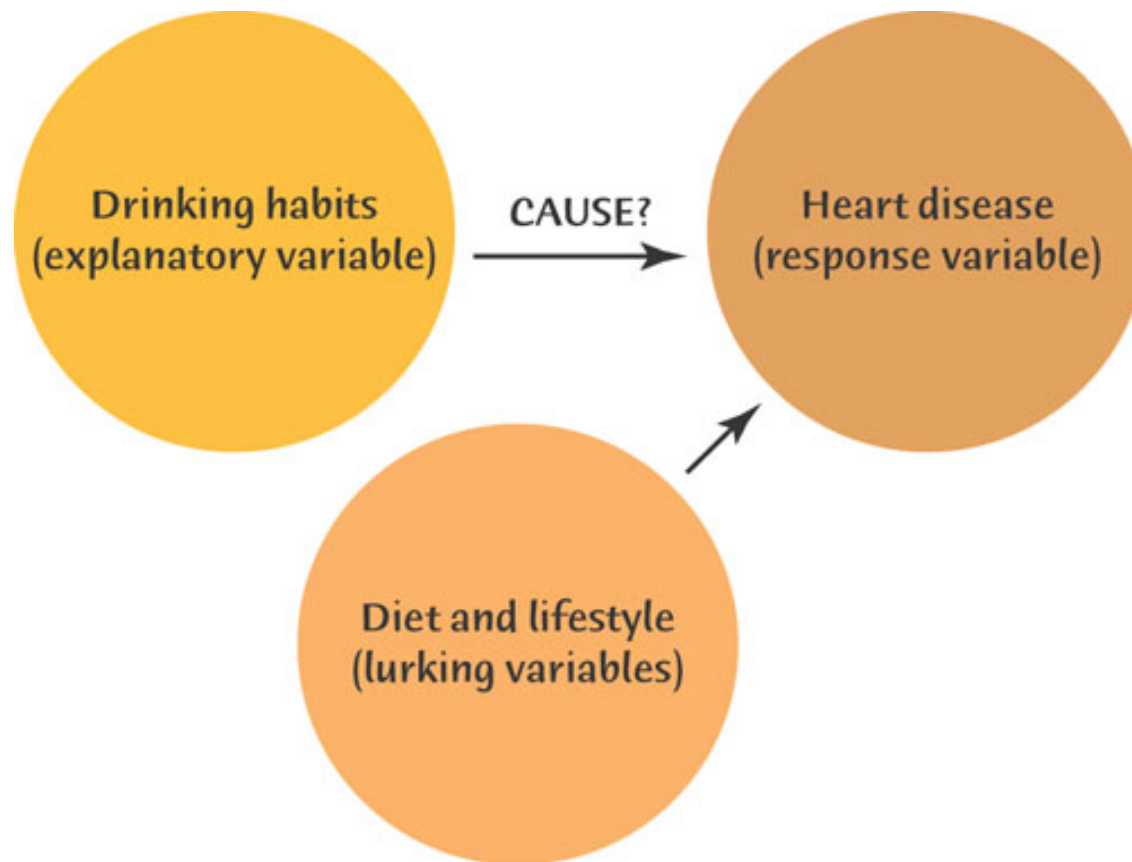 Drinking habits
(explanatory variable)
CAUSE?
Heart disease
(response variable)
Diet and lifestyle
(lurking variables)